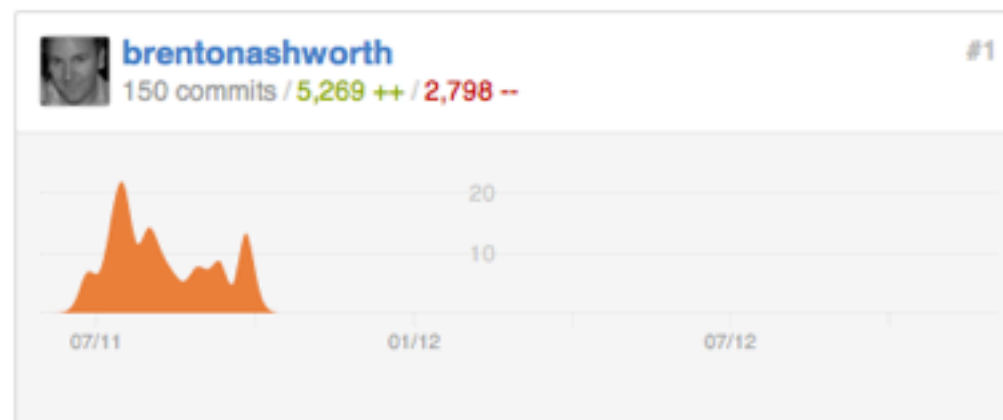 brentonashworth
#1
150 commits / 5,269 ++ / 2,798 --
20
10
07/11 01/12 07/12